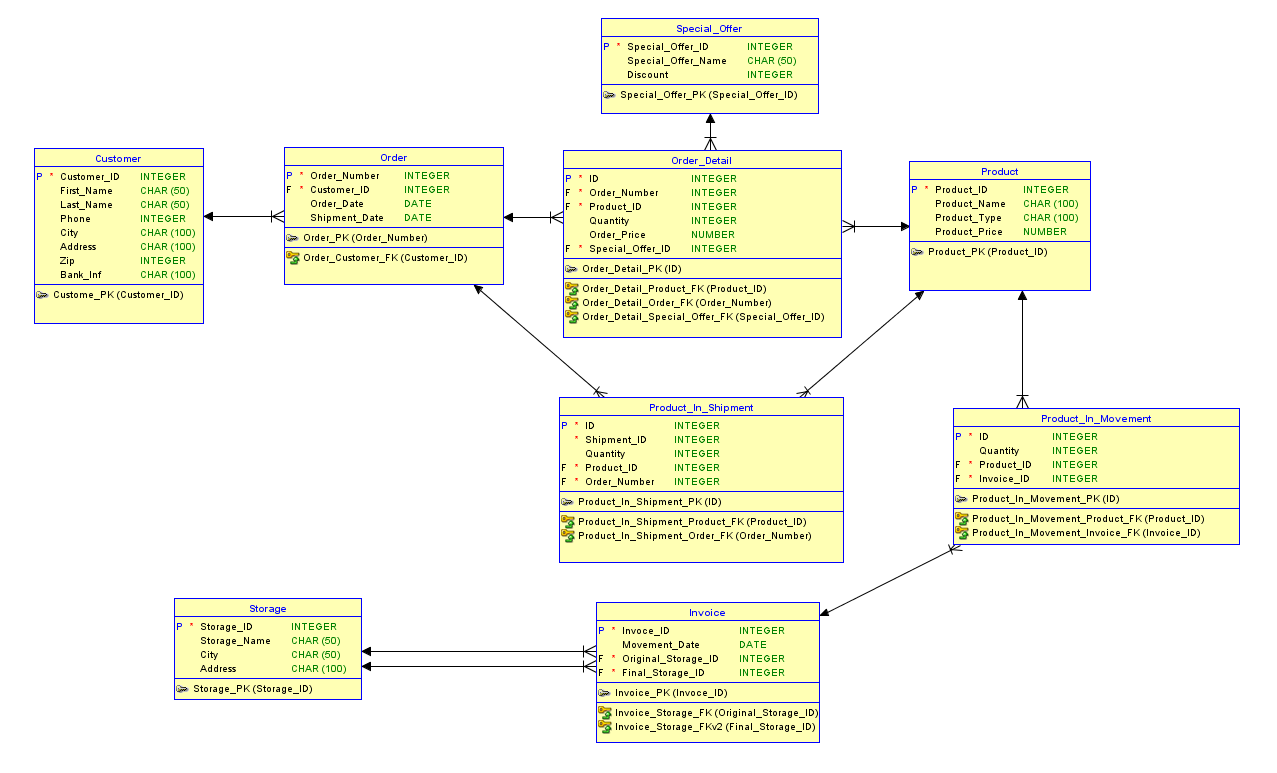 Special_Offer
P * Special_Offer_ID INTEGER
Special_Offer_Name CHAR (50)
Discount INTEGER
Special_Offer_PK (Special_Offer_ID)
Customer
P * Customer_ID INTEGER
First_Name CHAR (50)
Last_Name CHAR (50)
Phone INTEGER
City CHAR (100)
Address CHAR (100)
Zip INTEGER
Bank_Inf CHAR (100)
Custome_PK (Customer_ID)
Order
P * Order_Number INTEGER
F * Customer_ID INTEGER
Order_Date DATE
Shipment_Date DATE
Order_PK (Order_Number)
Order_Customer_FK (Customer_ID)
Order_Detail
P * ID INTEGER
F * Order_Number INTEGER
F * Product_ID INTEGER
Quantity INTEGER
Order_Price NUMBER
F * Special_Offer_ID INTEGER
Order_Detail_PK (ID)
Order_Detail_Product_FK (Product_ID)
Order_Detail_Order_FK (Order_Number)
Order_Detail_Special_Offer_FK (Special_Offer_ID)
Product
P * Product_ID INTEGER
Product_Name CHAR (100)
Product_Type CHAR (100)
Product_Price NUMBER
Product_PK (Product_ID)
Product_In_Shipment
P * ID INTEGER
* Shipment_ID INTEGER
Quantity INTEGER
F * Product_ID INTEGER
F * Order_Number INTEGER
Product_In_Shipment_PK (ID)
Product_In_Shipment_Product_FK (Product_ID)
Product_In_Shipment_Order_FK (Order_Number)
Product_In_Movement
P * ID INTEGER
Quantity INTEGER
F * Product_ID INTEGER
F * Invoice_ID INTEGER
Product_In_Movement_PK (ID)
Product_In_Movement_Product_FK (Product_ID)
Product_In_Movement_Invoice_FK (Invoice_ID)
Storage
P * Storage_ID INTEGER
Storage_Name CHAR (50)
City CHAR (50)
Address CHAR (100)
Storage_PK (Storage_ID)
Invoice
P * Invoce_ID INTEGER
Movement_Date DATE
F * Original_Storage_ID INTEGER
F * Final_Storage_ID INTEGER
Invoice_PK (Invoce_ID)
Invoice_Storage_FK (Original_Storage_ID)
Invoice_Storage_FKv2 (Final_Storage_ID)